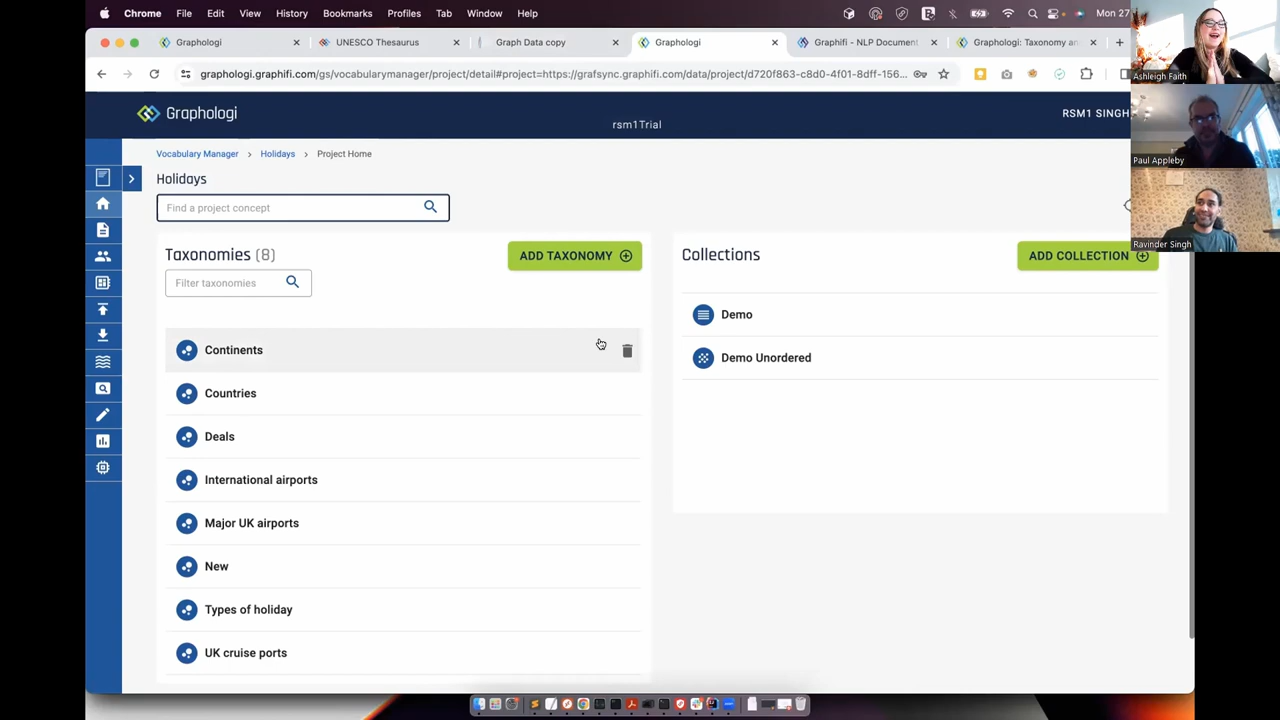 Chrome File Edit View History Bookmarks Profiles Tab Window Help Mon 27
Graphologi UNESCO Thesaurus Graph Data copy Graphologi Graphifi - NLP Document Graphologi: Taxonomy an
graphologi.graphifi.com/gs/vocabularymanager/project/detail#project=https://grafsync.graphifi.com/data/project/d720f863-c8d0-4f01-8dff-156...
Ashleigh Faith
Graphologi
rsm1Trial
RSM1 SINGH
Paul Appleby
Vocabulary Manager > Holidays > Project Home
Holidays
Find a project concept
Ravinder Singh
Taxonomies (8)
ADD TAXONOMY
Filter taxonomies
Continents
Countries
Deals
International airports
Major UK airports
New
Types of holiday
UK cruise ports
Collections
ADD COLLECTION
Demo
Demo Unordered